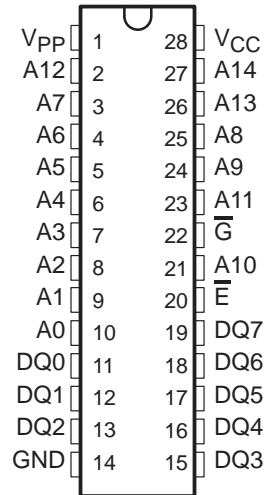 VPP 1 28 VCC
A12 2 27 A14
A7 3 26 A13
A6 4 25 A8
A5 5 24 A9
A4 6 23 A11
A3 7 22 G̅
A2 8 21 A10
A1 9 20 E̅
A0 10 19 DQ7
DQ0 11 18 DQ6
DQ1 12 17 DQ5
DQ2 13 16 DQ4
GND 14 15 DQ3